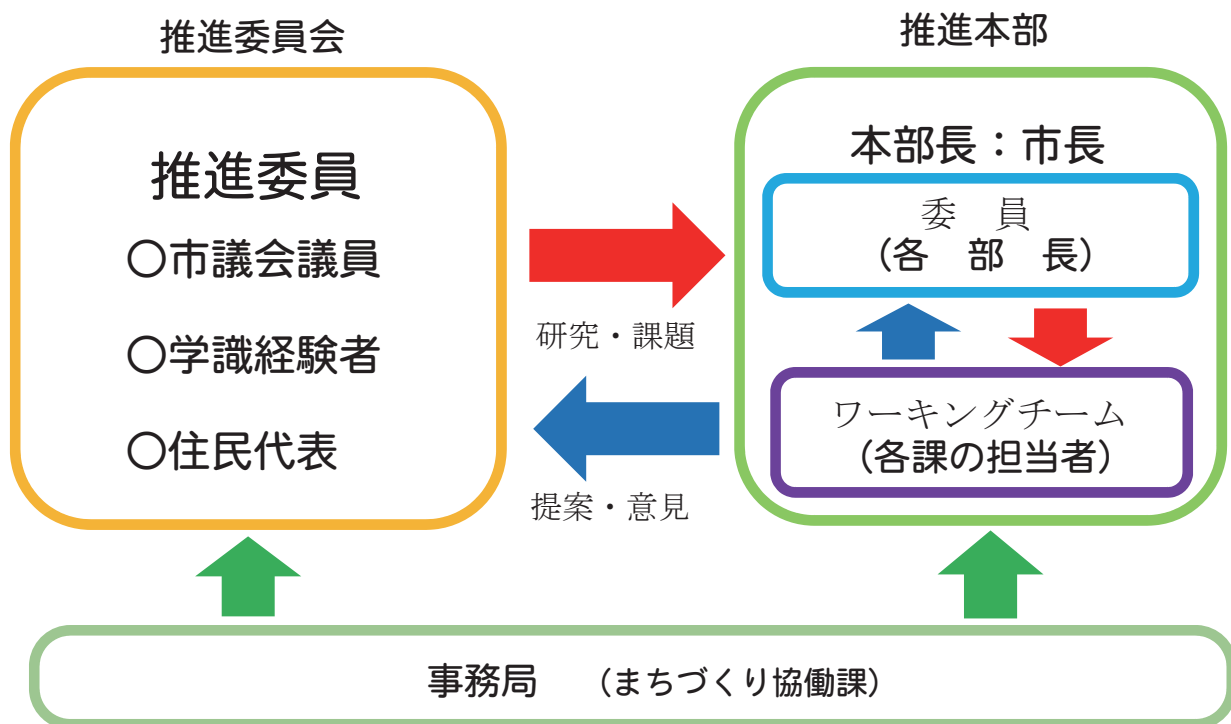 推進委員会
推進委員
○市議会議員
○学識経験者
○住民代表
研究・課題
提案・意見
推進本部
本部長：市長
委　員
（各　部　長）
ワーキングチーム
（各課の担当者）
事務局　（まちづくり協働課）